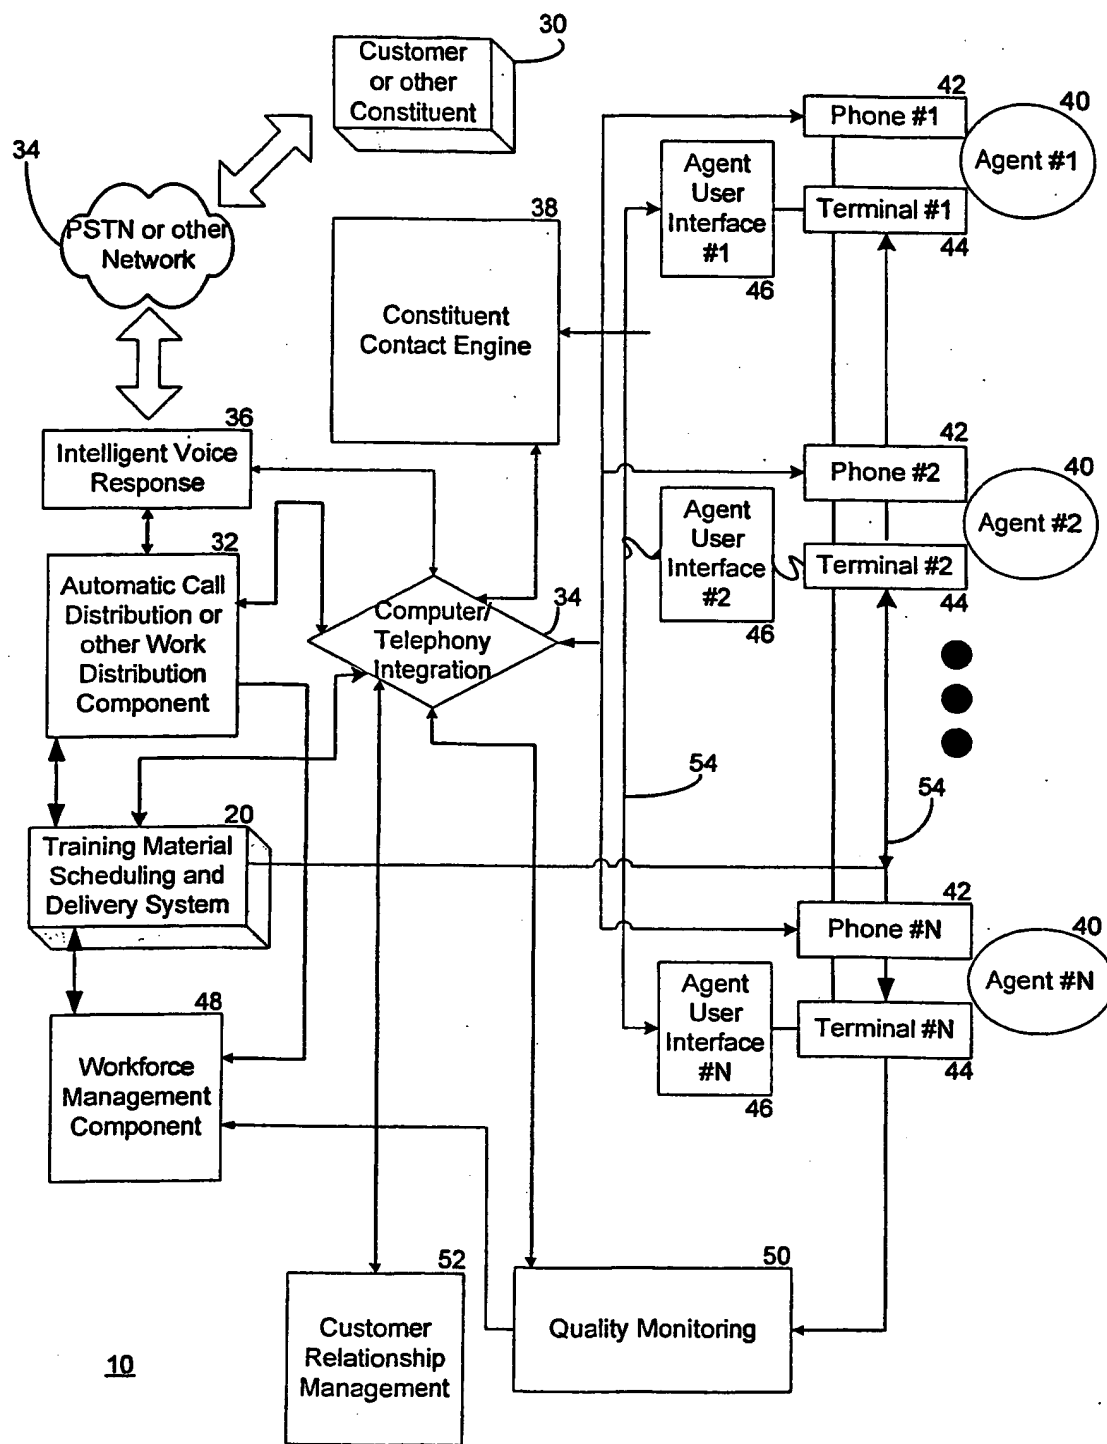 30
Customer
or other
Constituent
34
PSTN or other
Network
42
Phone #1
40
Agent #1
Agent
User
Interface
#1
46
Terminal #1
44
38
Constituent
Contact Engine
36
Intelligent Voice
Response
32
Automatic Call
Distribution or
other Work
Distribution
Component
Computer/
Telephony
Integration
34
42
Phone #2
40
Agent #2
Agent
User
Interface
#2
46
Terminal #2
44
54
54
20
Training Material
Scheduling and
Delivery System
42
Phone #N
40
Agent #N
Agent
User
Interface
#N
46
Terminal #N
44
48
Workforce
Management
Component
52
Customer
Relationship
Management
50
Quality Monitoring
10